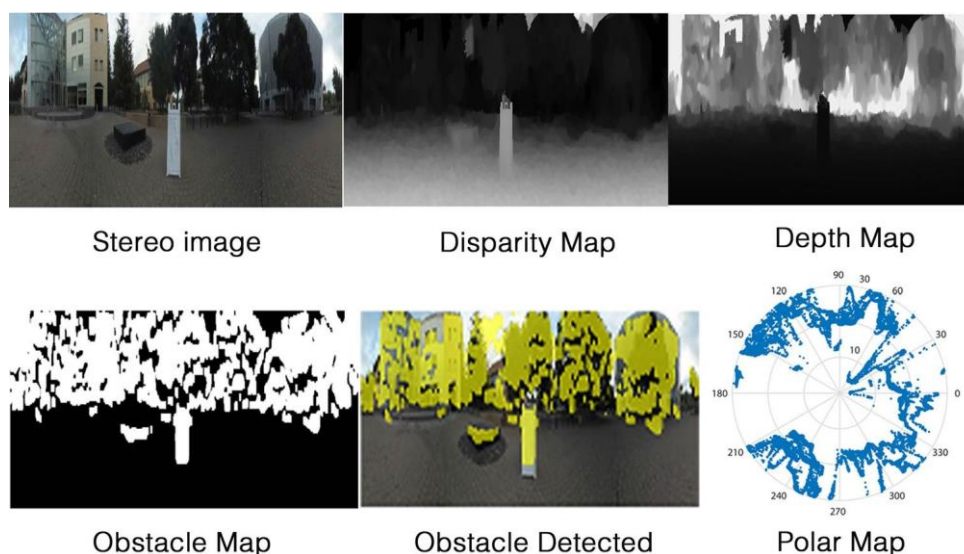 Stereo image
Disparity Map
Depth Map
90
30
120
60
150
30
10
180
0
210
330
240
300
270
Obstacle Map
Obstacle Detected
Polar Map